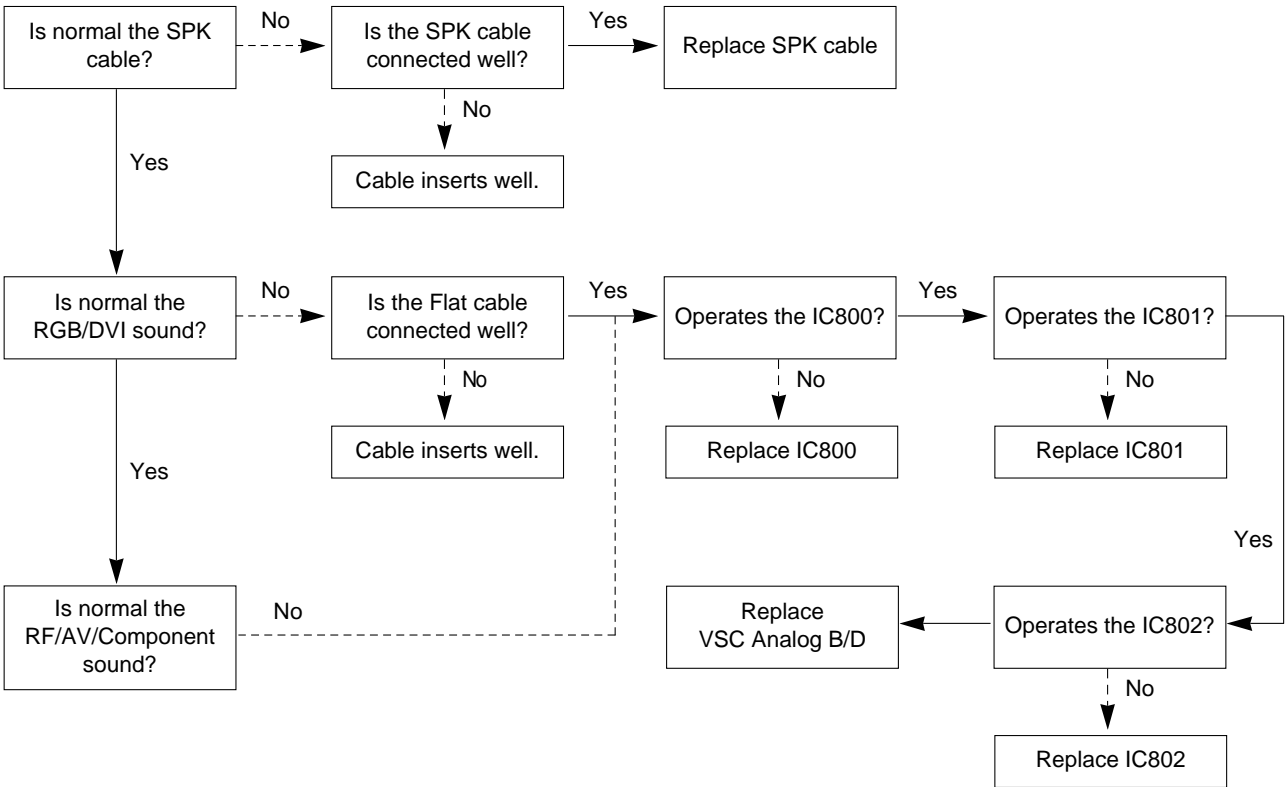 Is normal the SPK
cable?
No
Is the SPK cable
connected well?
Yes
Replace SPK cable
No
Cable inserts well.
Yes
Is normal the
RGB/DVI sound?
No
Is the Flat cable
connected well?
Yes
Operates the IC800?
Yes
Operates the IC801?
No
Cable inserts well.
No
Replace IC800
No
Replace IC801
Yes
Yes
Is normal the
RF/AV/Component
sound?
No
Replace
VSC Analog B/D
Operates the IC802?
No
Replace IC802